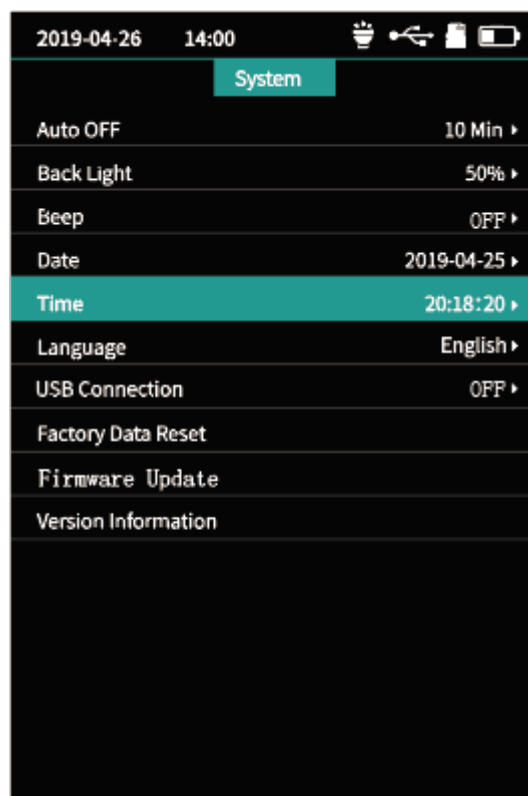 2019-04-26 14:00
System
Auto OFF 10 Min
Back Light 50%
Beep OFF
Date 2019-04-25
Time 20:18:20
Language English
USB Connection OFF
Factory Data Reset
Firmware Update
Version Information